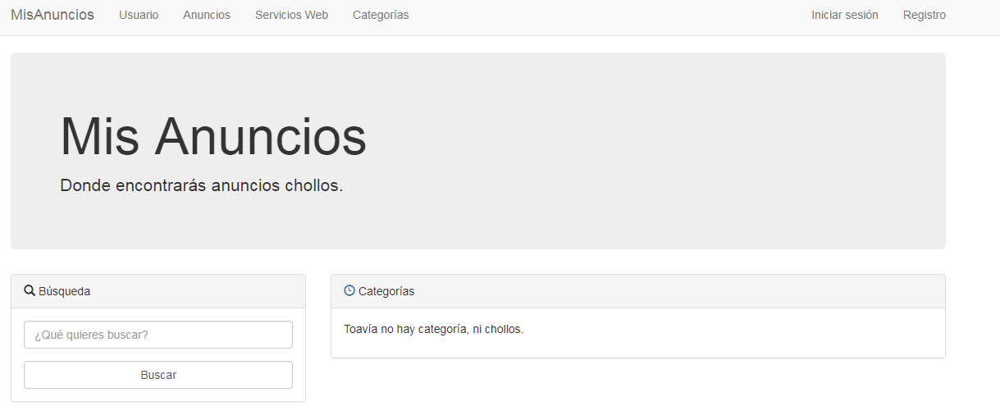 MisAnuncios Usuario Anuncios Servicios Web Categorías Iniciar sesión Registro
Mis Anuncios
Donde encontrarás anuncios chollos.
Búsqueda
¿Qué quieres buscar?
Buscar
Categorías
Toavía no hay categoría, ni chollos.